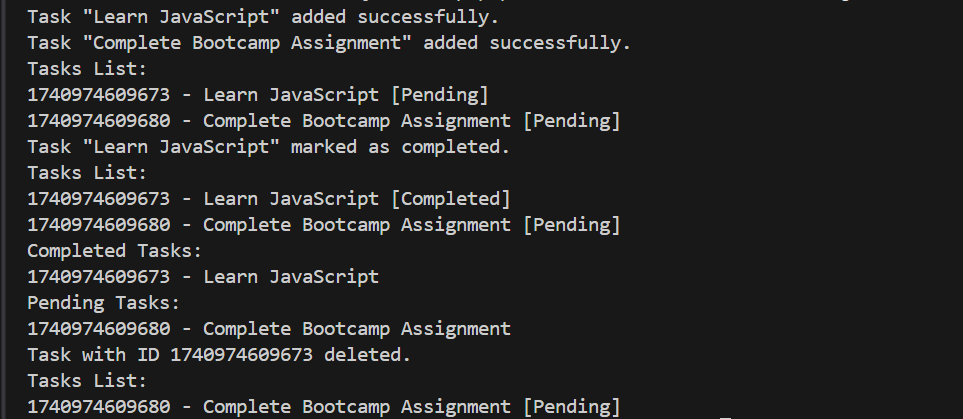 Task "Learn JavaScript" added successfully.
Task "Complete Bootcamp Assignment" added successfully.
Tasks List:
1740974609673 - Learn JavaScript [Pending]
1740974609680 - Complete Bootcamp Assignment [Pending]
Task "Learn JavaScript" marked as completed.
Tasks List:
1740974609673 - Learn JavaScript [Completed]
1740974609680 - Complete Bootcamp Assignment [Pending]
Completed Tasks:
1740974609673 - Learn JavaScript
Pending Tasks:
1740974609680 - Complete Bootcamp Assignment
Task with ID 1740974609673 deleted.
Tasks List:
1740974609680 - Complete Bootcamp Assignment [Pending]